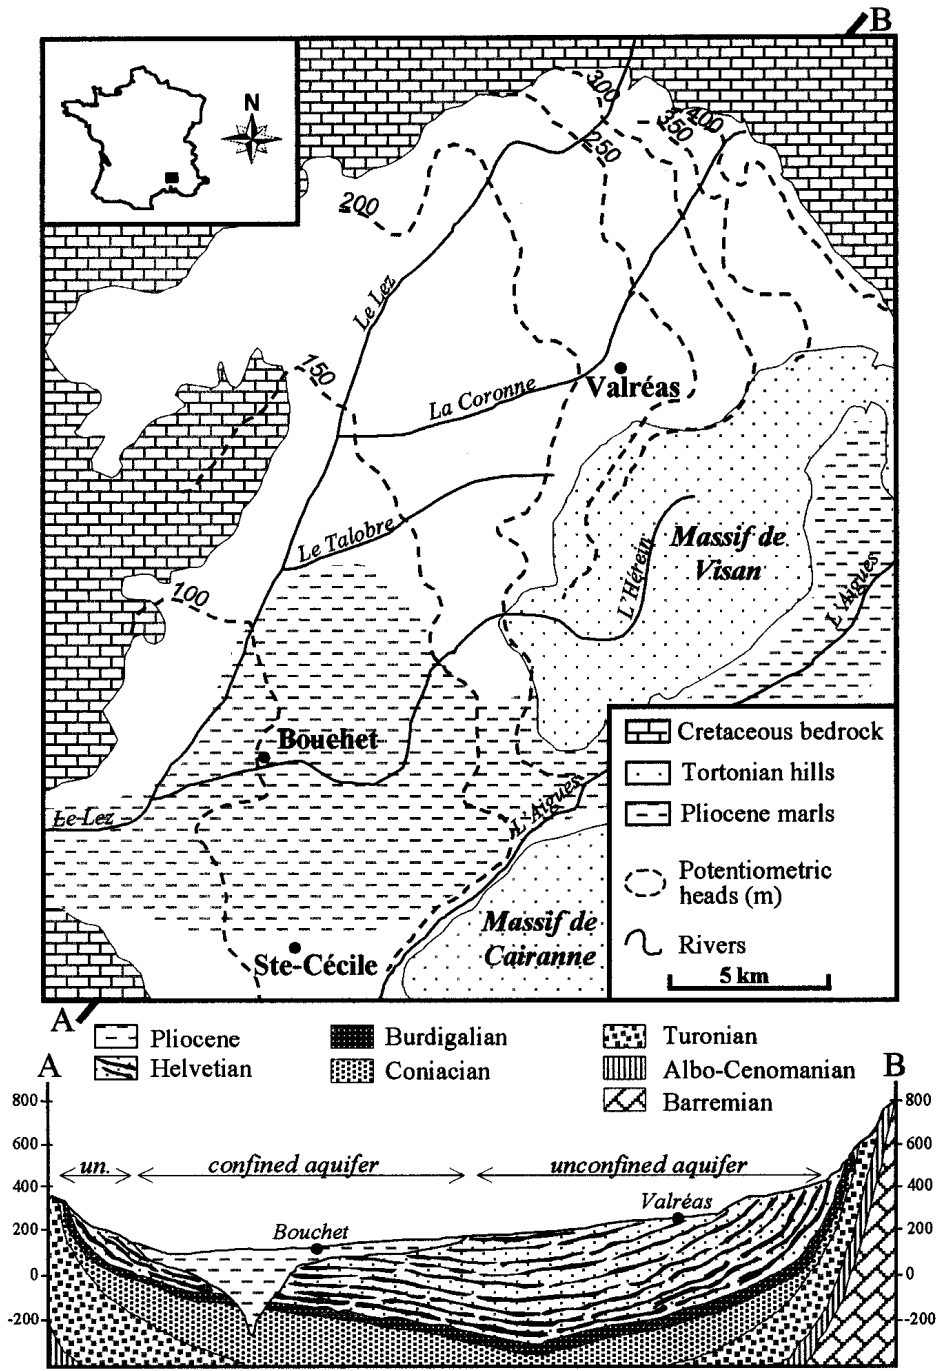 B
N
300
400
350
250
200
Le Lez
150
La Coronne
Valréas
Le Talobre
Massif de
Visan
L'Hérein
L'Aigues
100
Bouchet
Le Lez
L'Aigues
Massif de
Cairanne
Ste-Cécile
Cretaceous bedrock
Tortonian hills
Pliocene marls
Potentiometric
heads (m)
Rivers
5 km
A
Pliocene
Burdigalian
Turonian
Helvetian
Coniacian
Albo-Cenomanian
Barremian
A
B
800
600
400
200
0
-200
un.
confined aquifer
unconfined aquifer
Bouchet
Valréas
800
600
400
200
0
-200